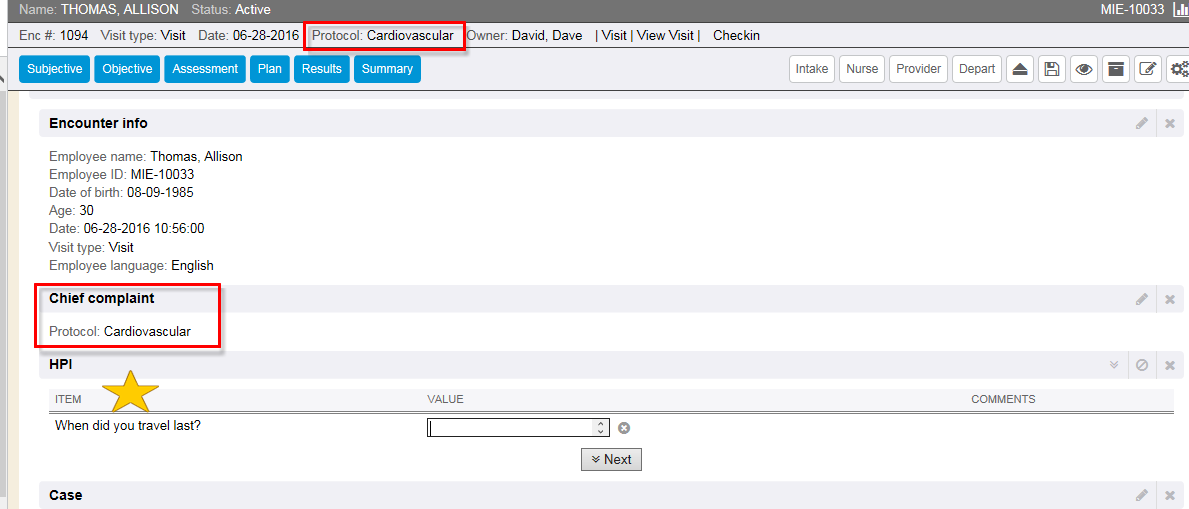 Name: THOMAS, ALLISON Status: Active MIE-10033
Enc #: 1094 Visit type: Visit Date: 06-28-2016 Protocol: Cardiovascular Owner: David, Dave | Visit | View Visit | Checkin
Subjective Objective Assessment Plan Results Summary Intake Nurse Provider Depart
Encounter info
Employee name: Thomas, Allison
Employee ID: MIE-10033
Date of birth: 08-09-1985
Age: 30
Date: 06-28-2016 10:56:00
Visit type: Visit
Employee language: English
Chief complaint
Protocol: Cardiovascular
HPI
ITEM VALUE COMMENTS
When did you travel last?
Next
Case